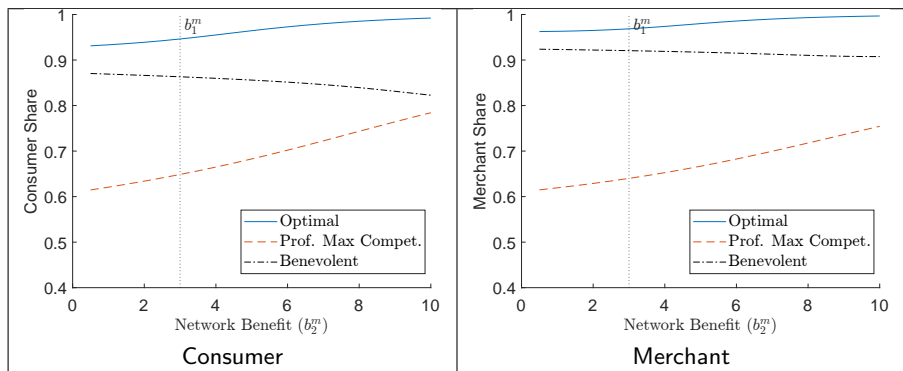 1
0.9
0.8
0.7
0.6
0.5
0.4
Consumer Share
b₁ᵐ
Optimal
Prof. Max Compet.
Benevolent
0 2 4 6 8 10
Network Benefit (b₂ᵐ)
Consumer
1
0.9
0.8
0.7
0.6
0.5
0.4
Merchant Share
b₁ᵐ
Optimal
Prof. Max Compet.
Benevolent
0 2 4 6 8 10
Network Benefit (b₂ᵐ)
Merchant